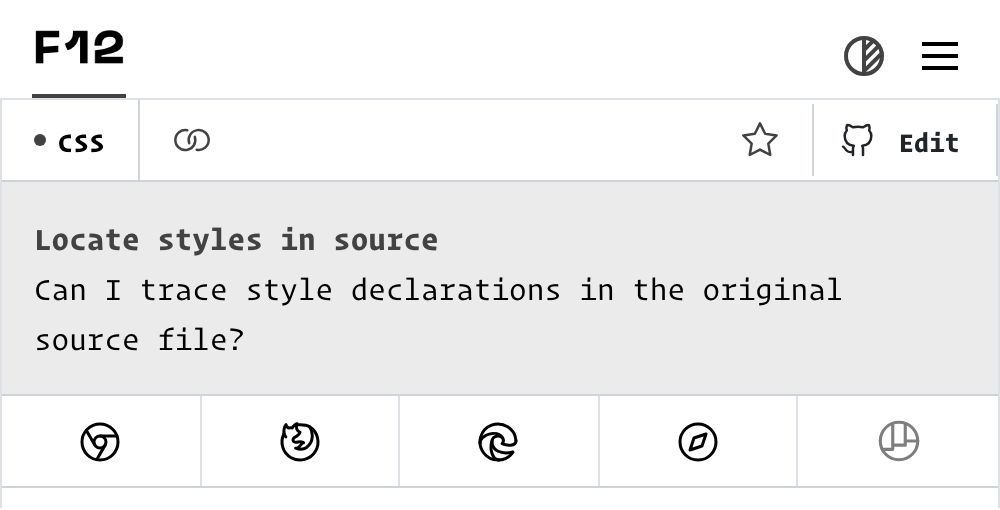 F12
CSS
Edit
Locate styles in source
Can I trace style declarations in the original
source file?